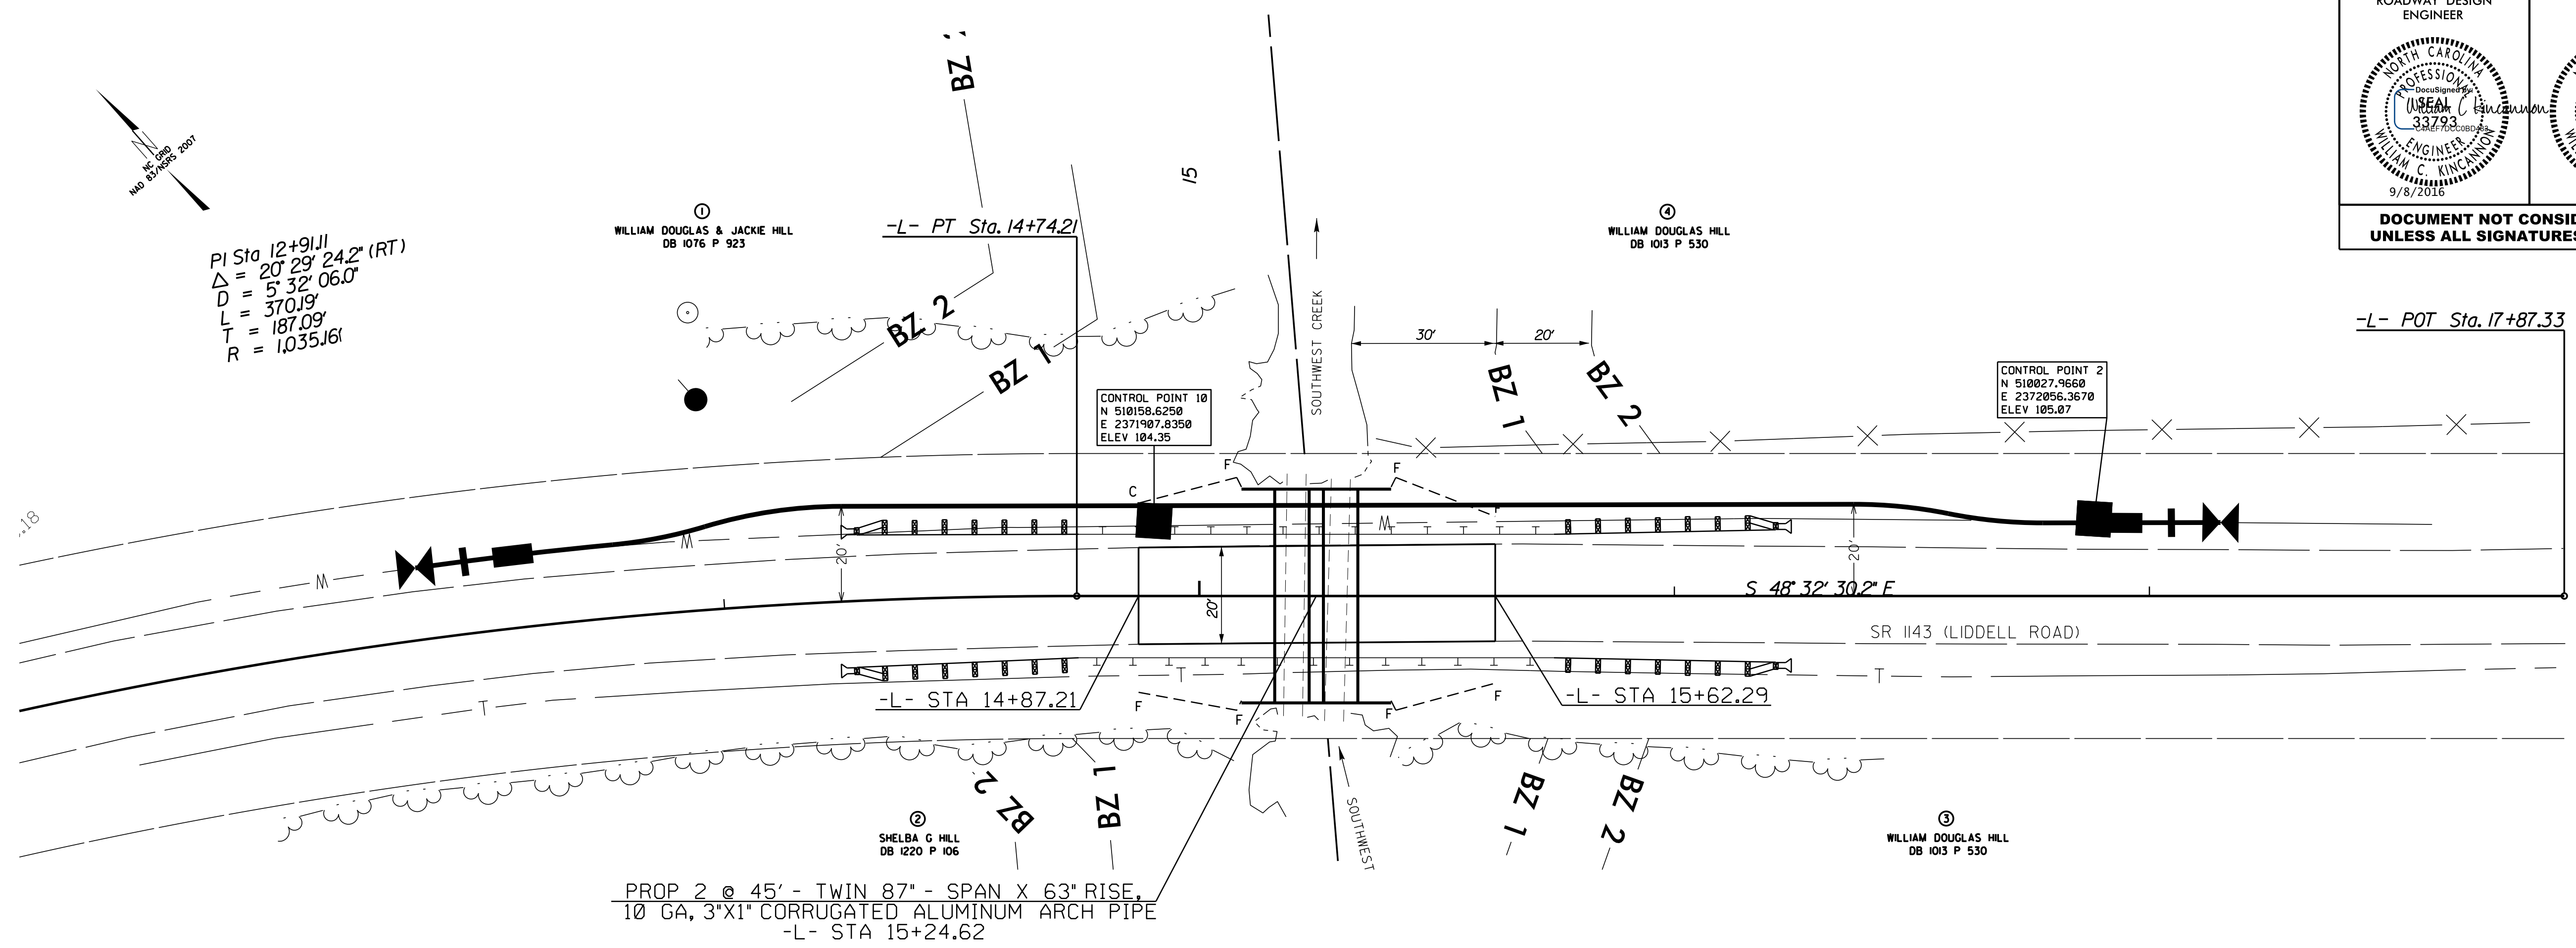 ROADWAY DESIGN
ENGINEER
NORTH CAROLINA
PROFESSIONAL
DocuSigned by:
William C Kincannon
SEAL
33793
ENGINEER
WILLIAM C. KINCANNON
9/8/2016
DOCUMENT NOT CONSID
UNLESS ALL SIGNATURES
NC GRID
NAD 83/NSRS 2007
PI Sta 12+91.11
Δ = 20° 29' 24.2" (RT)
D = 5° 32' 06.0"
L = 370.19'
T = 187.09'
R = 1,035.16'
1
WILLIAM DOUGLAS & JACKIE HILL
DB 1076 P 923
-L- PT Sta. 14+74.21
BZ
15
BZ 2
BZ 1
4
WILLIAM DOUGLAS HILL
DB 1013 P 530
SOUTHWEST CREEK
30'
20'
BZ 1
BZ 2
-L- POT Sta. 17+87.33
CONTROL POINT 10
N 510158.6250
E 2371907.8350
ELEV 104.35
CONTROL POINT 2
N 510027.9660
E 2372056.3670
ELEV 105.07
.18
F
F
C
F
W
W
W
20'
20'
20'
S 48° 32' 30.2" E
SR 1143 (LIDDELL ROAD)
T
T
T
-L- STA 14+87.21
-L- STA 15+62.29
F
F
F
F
BZ 2
BZ 1
BZ 1
BZ 2
SOUTHWEST
2
SHELBA G HILL
DB 1220 P 106
3
WILLIAM DOUGLAS HILL
DB 1013 P 530
PROP 2 @ 45' - TWIN 87" - SPAN X 63" RISE,
10 GA, 3"X1" CORRUGATED ALUMINUM ARCH PIPE
-L- STA 15+24.62